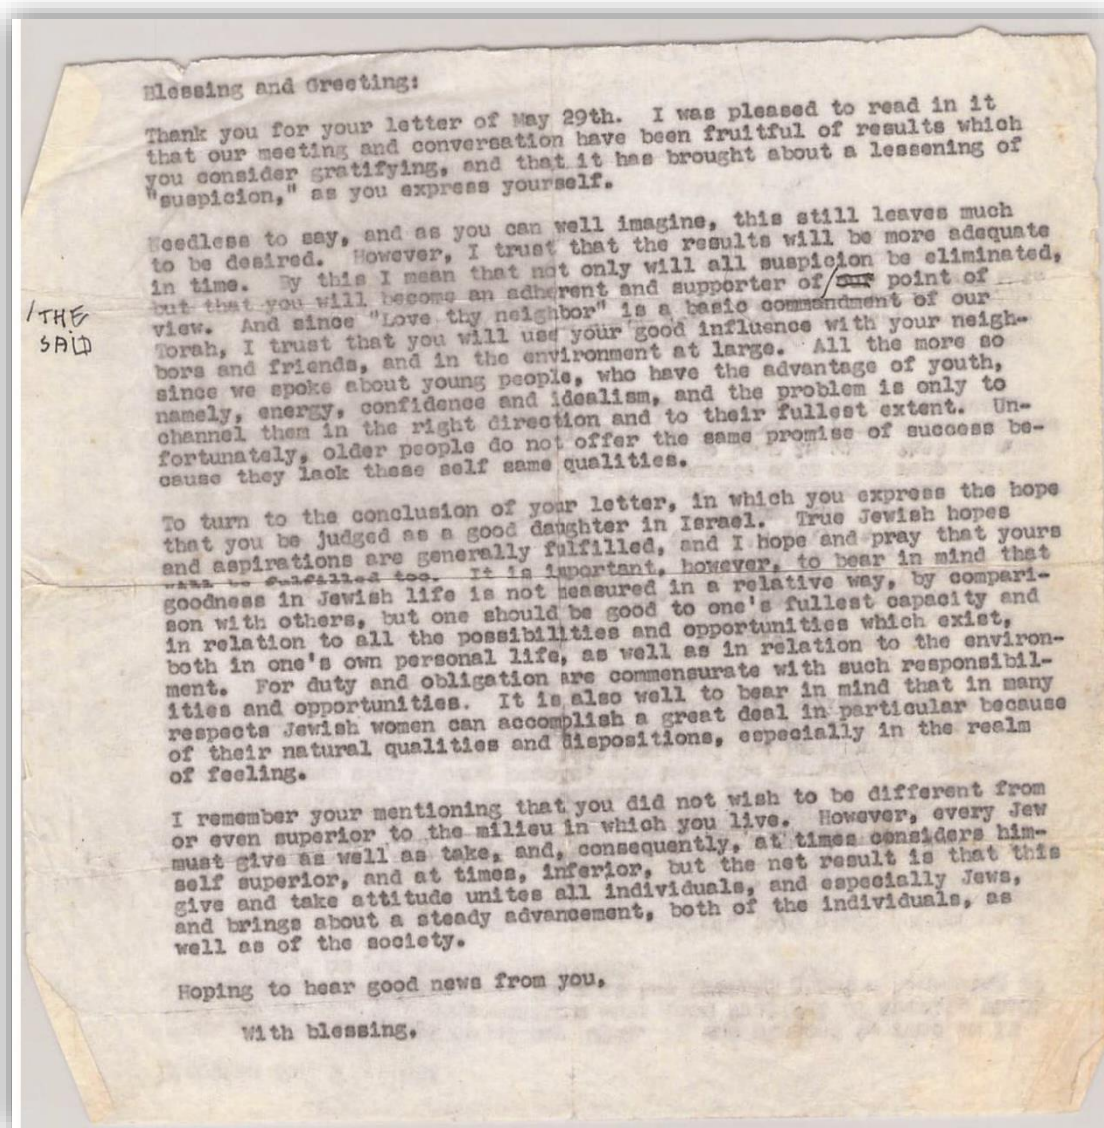 Blessing and Greeting:
Thank you for your letter of May 29th. I was pleased to read in it
that our meeting and conversation have been fruitful of results which
you consider gratifying, and that it has brought about a lessening of
"suspicion," as you express yourself.
Needless to say, and as you can well imagine, this still leaves much
to be desired. However, I trust that the results will be more adequate
in time. By this I mean that not only will all suspicion be eliminated,
but that you will become an adherent and supporter of/ our point of
/THE
SAID
view. And since "Love thy neighbor" is a basic commandment of our
Torah, I trust that you will use your good influence with your neigh-
bors and friends, and in the environment at large. All the more so
since we spoke about young people, who have the advantage of youth,
namely, energy, confidence and idealism, and the problem is only to
channel them in the right direction and to their fullest extent. Un-
fortunately, older people do not offer the same promise of success be-
cause they lack these self same qualities.
To turn to the conclusion of your letter, in which you express the hope
that you be judged as a good daughter in Israel. True Jewish hopes
and aspirations are generally fulfilled, and I hope and pray that yours
will be fulfilled too. It is important, however, to bear in mind that
goodness in Jewish life is not measured in a relative way, by compari-
son with others, but one should be good to one's fullest capacity and
in relation to all the possibilities and opportunities which exist,
both in one's own personal life, as well as in relation to the environ-
ment. For duty and obligation are commensurate with such responsibil-
ities and opportunities. It is also well to bear in mind that in many
respects Jewish women can accomplish a great deal in particular because
of their natural qualities and dispositions, especially in the realm
of feeling.
I remember your mentioning that you did not wish to be different from
or even superior to the milieu in which you live. However, every Jew
must give as well as take, and, consequently, at times considers him-
self superior, and at times, inferior, but the net result is that this
give and take attitude unites all individuals, and especially Jews,
and brings about a steady advancement, both of the individuals, as
well as of the society.
Hoping to hear good news from you,
With blessing.